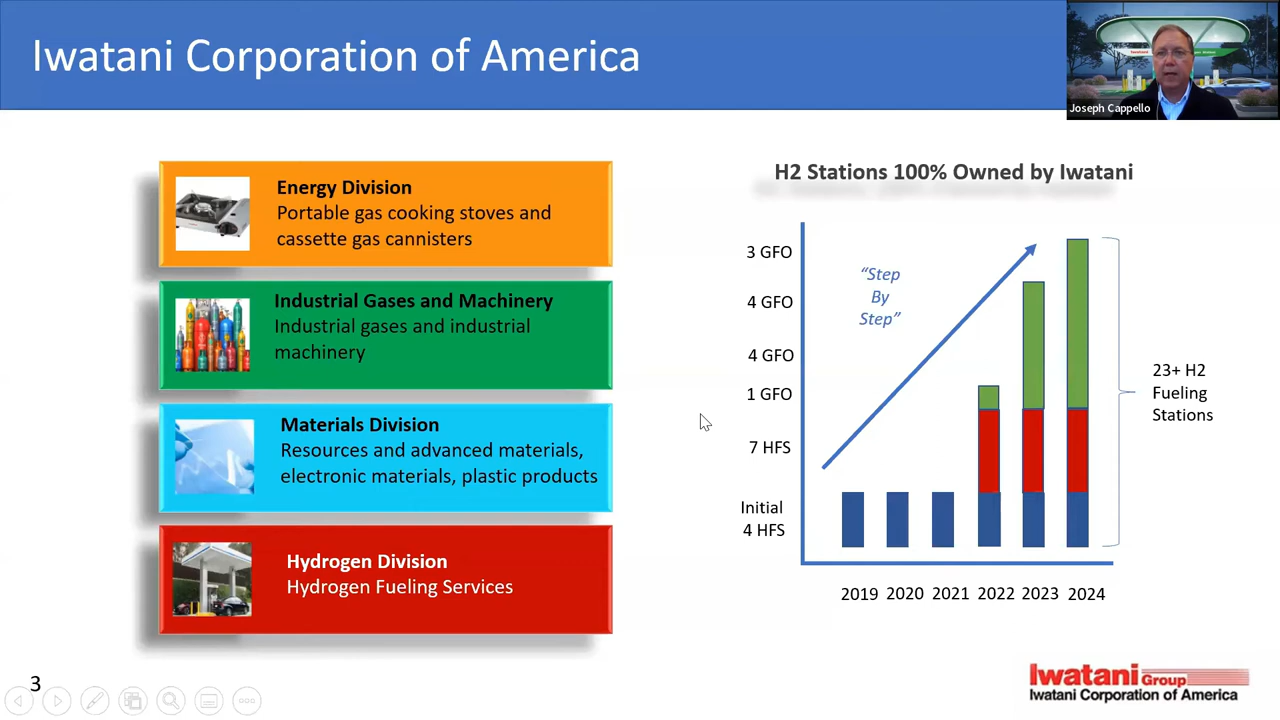 Iwatani Corporation of America
Joseph Cappello
Energy Division
Portable gas cooking stoves and
cassette gas cannisters
Industrial Gases and Machinery
Industrial gases and industrial
machinery
Materials Division
Resources and advanced materials,
electronic materials, plastic products
Hydrogen Division
Hydrogen Fueling Services
H2 Stations 100% Owned by Iwatani
3 GFO
4 GFO
4 GFO
1 GFO
7 HFS
Initial
4 HFS
“Step
By
Step”
23+ H2
Fueling
Stations
2019 2020 2021 2022 2023 2024
3
Iwatani Group
Iwatani Corporation of America